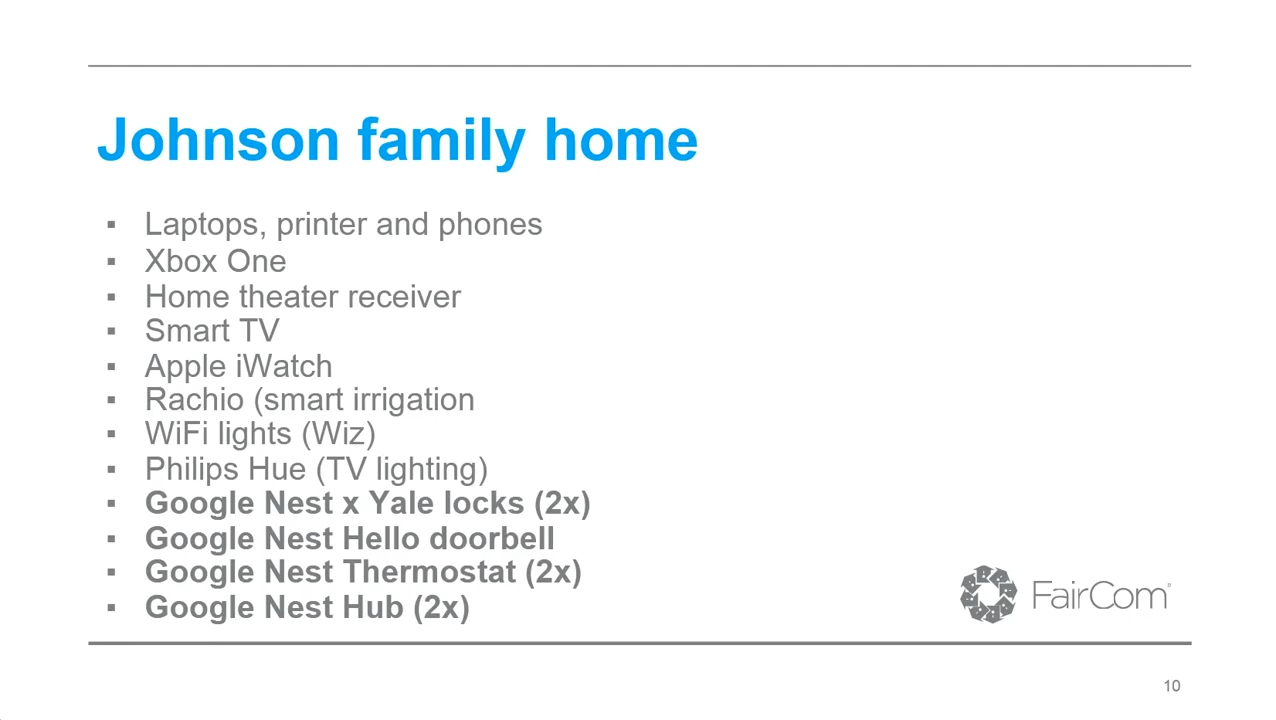 Johnson family home
▪ Laptops, printer and phones
▪ Xbox One
▪ Home theater receiver
▪ Smart TV
▪ Apple iWatch
▪ Rachio (smart irrigation
▪ WiFi lights (Wiz)
▪ Philips Hue (TV lighting)
▪ Google Nest x Yale locks (2x)
▪ Google Nest Hello doorbell
▪ Google Nest Thermostat (2x)
▪ Google Nest Hub (2x)
FairCom®
10